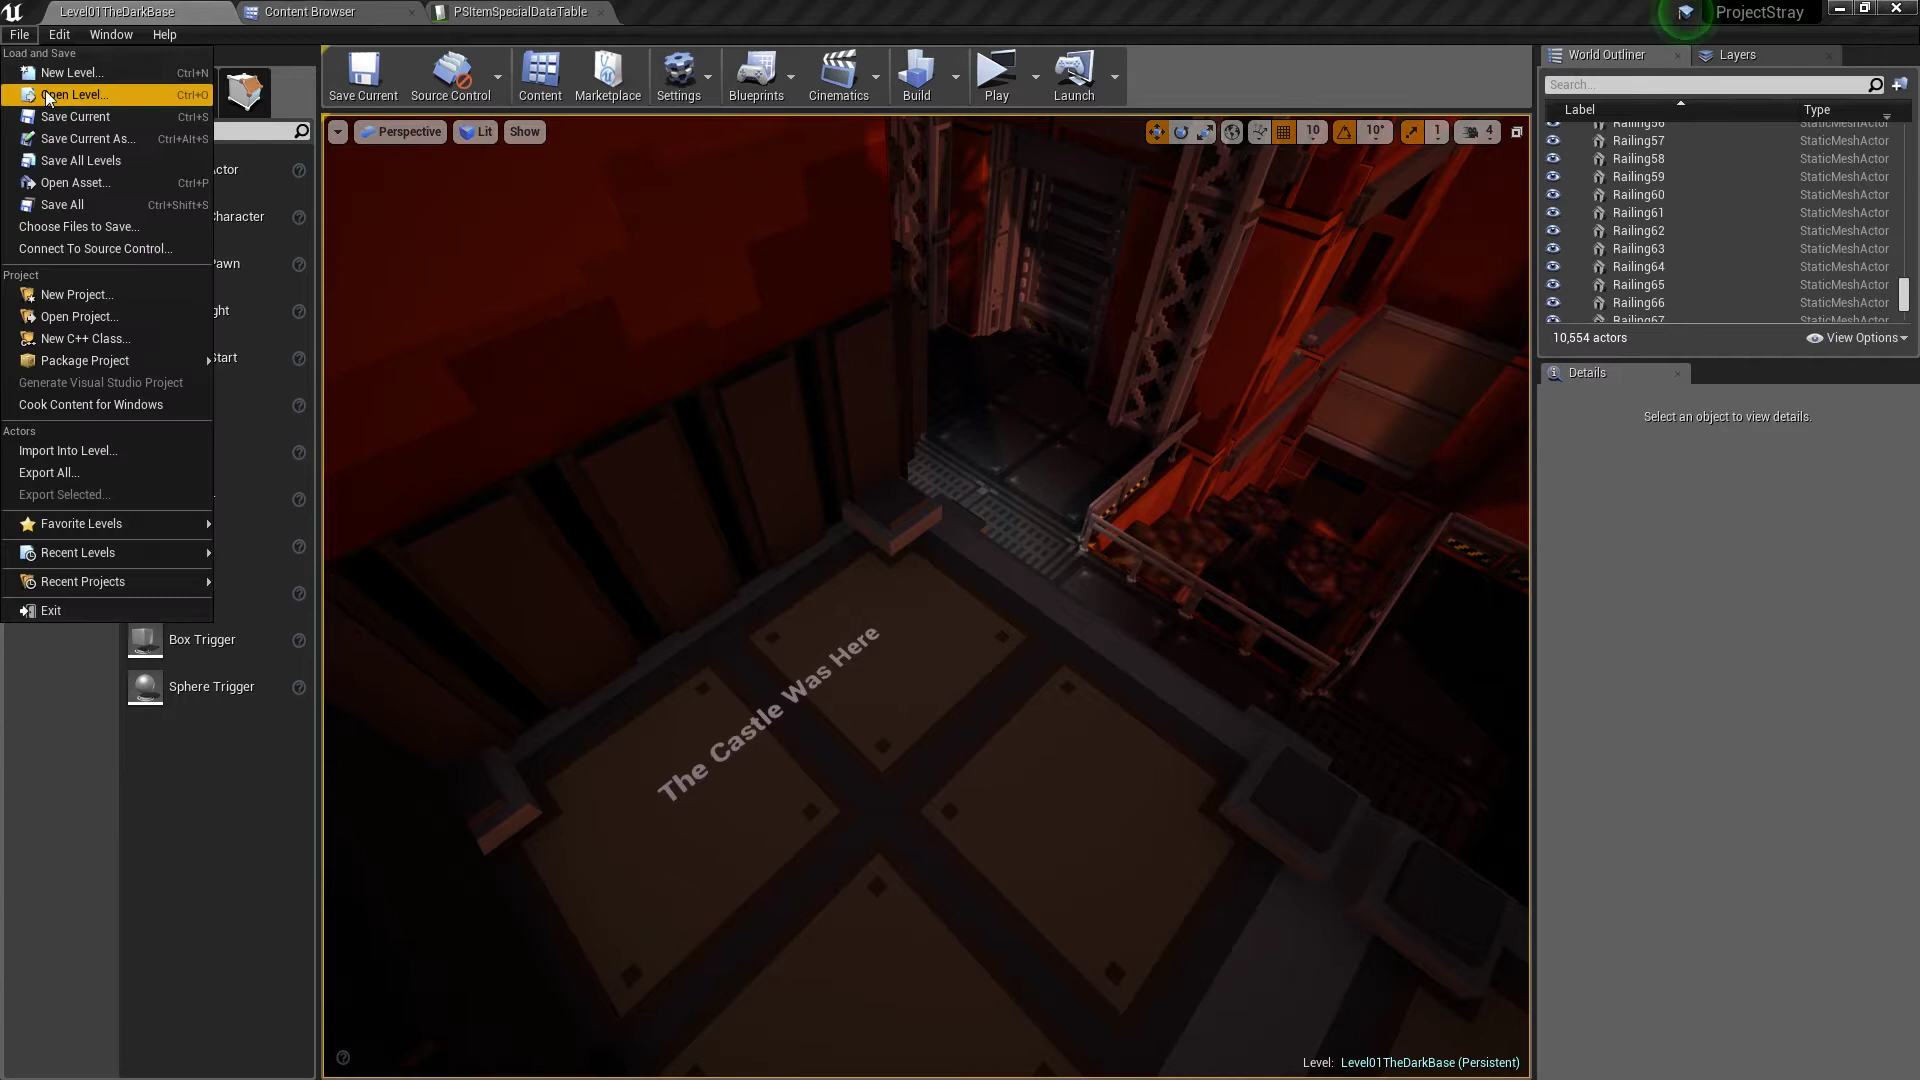 Level01TheDarkBase
Content Browser
PSItemSpecialDataTable
ProjectStray
File
Edit
Window
Help
Load and Save
New Level... Ctrl+N
Open Level... Ctrl+O
Save Current Ctrl+S
Save Current As... Ctrl+Alt+S
Save All Levels
Open Asset... Ctrl+P
Save All Ctrl+Shift+S
Choose Files to Save...
Connect To Source Control...
Project
New Project...
Open Project...
New C++ Class...
Package Project
Generate Visual Studio Project
Cook Content for Windows
Actors
Import Into Level...
Export All...
Export Selected...
Favorite Levels
Recent Levels
Recent Projects
Exit
Box Trigger
Sphere Trigger
Save Current
Source Control
Content
Marketplace
Settings
Blueprints
Cinematics
Build
Play
Launch
Perspective
Lit
Show
10
10°
1
4
The Castle Was Here
Level: Level01TheDarkBase (Persistent)
World Outliner
Layers
Search...
Label Type
Railing56 StaticMeshActor
Railing57 StaticMeshActor
Railing58 StaticMeshActor
Railing59 StaticMeshActor
Railing60 StaticMeshActor
Railing61 StaticMeshActor
Railing62 StaticMeshActor
Railing63 StaticMeshActor
Railing64 StaticMeshActor
Railing65 StaticMeshActor
Railing66 StaticMeshActor
Railing67 StaticMeshActor
10,554 actors
View Options
Details
Select an object to view details.